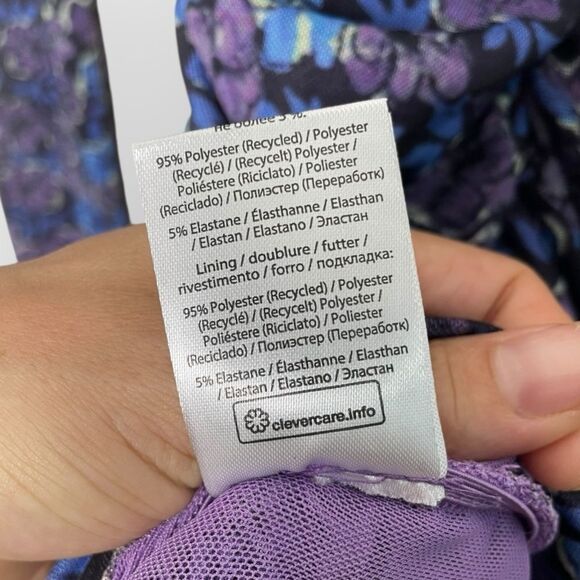 не более 5 %:
95% Polyester (Recycled) / Polyester
(Recyclé) / (Recycelt) Polyester /
Poliéstere (Riciclato) / Poliester
(Reciclado) / Полиэстер (Переработк)
5% Elastane / Élasthanne / Elasthan
/ Elastan / Elastano / Эластан
Lining / doublure / futter /
rivestimento / forro / подкладка:
95% Polyester (Recycled) / Polyester
(Recyclé) / (Recycelt) Polyester /
Poliéstere (Riciclato) / Poliester
(Reciclado) / Полиэстер (Переработк)
5% Elastane / Élasthanne / Elasthan
/ Elastan / Elastano / Эластан
clevercare.info